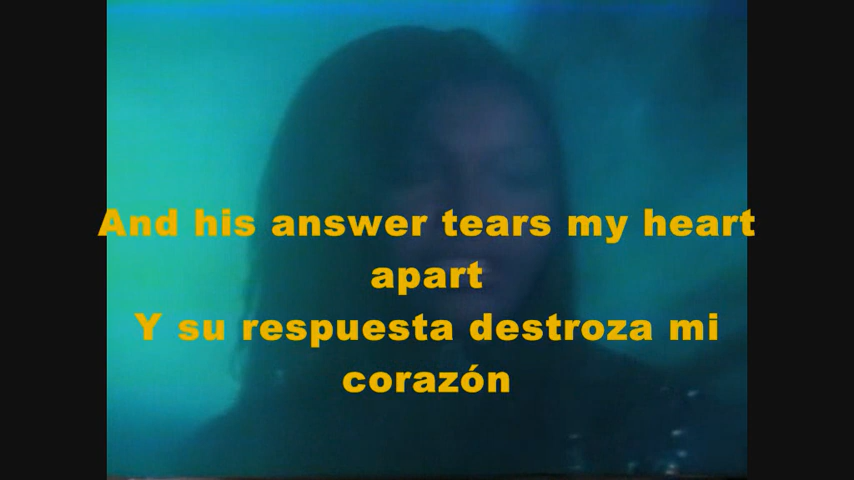 And his answer tears my heart
apart
Y su respuesta destroza mi
corazón